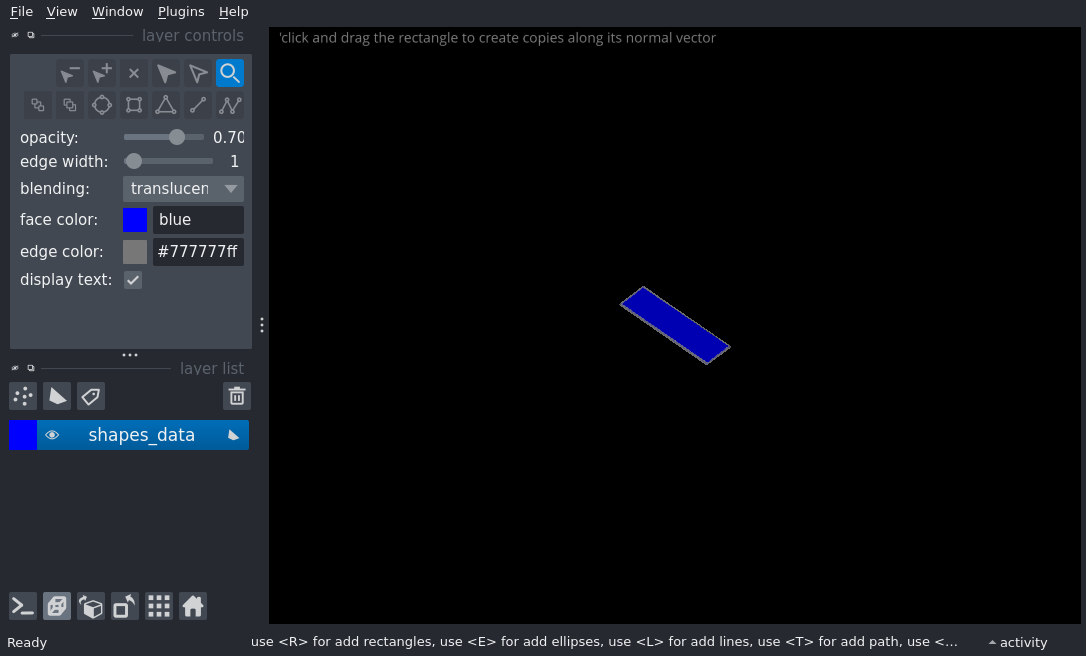 File View Window Plugins Help
layer controls
'click and drag the rectangle to create copies along its normal vector
opacity: 0.70
edge width: 1
blending: translucen
face color: blue
edge color: #777777ff
display text:
layer list
shapes_data
Ready use <R> for add rectangles, use <E> for add ellipses, use <L> for add lines, use <T> for add path, use <... activity